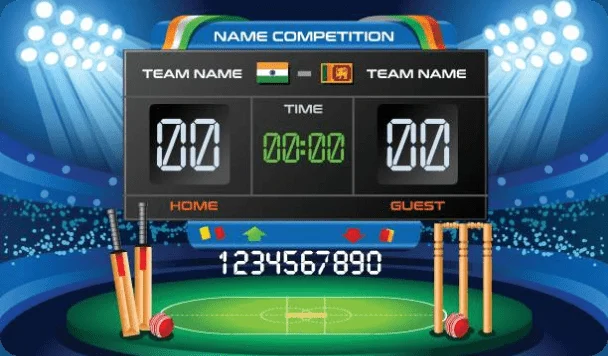 NAME COMPETITION
TEAM NAME TEAM NAME
TIME
00 00:00 00
HOME GUEST
1234567890